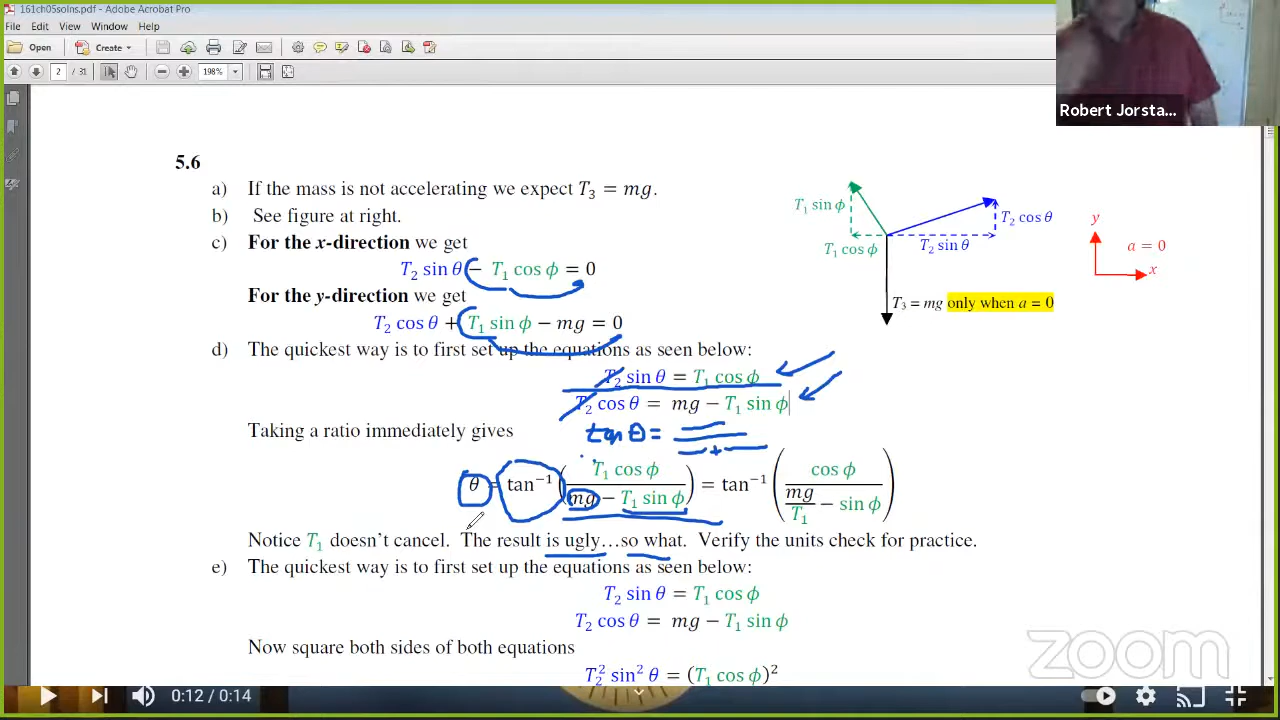 161ch05solns.pdf - Adobe Acrobat Pro
File Edit View Window Help
Open Create
2 / 31 198%
Robert Jorsta...
5.6
a) If the mass is not accelerating we expect T₃ = mg.
b) See figure at right.
c) For the x-direction we get
T₂ sin θ − T₁ cos ϕ = 0
For the y-direction we get
T₂ cos θ + T₁ sin ϕ − mg = 0
T₁ sin ϕ
T₁ cos ϕ
T₂ cos θ
T₂ sin θ
T₃ = mg only when a = 0
y
a = 0
x
d) The quickest way is to first set up the equations as seen below:
T₂ sin θ = T₁ cos ϕ
T₂ cos θ = mg − T₁ sin ϕ
Taking a ratio immediately gives
tan θ =
θ = tan⁻¹ (T₁ cos ϕ / mg − T₁ sin ϕ) = tan⁻¹ (cos ϕ / mg/T₁ − sin ϕ)
Notice T₁ doesn't cancel. The result is ugly…so what. Verify the units check for practice.
e) The quickest way is to first set up the equations as seen below:
T₂ sin θ = T₁ cos ϕ
T₂ cos θ = mg − T₁ sin ϕ
Now square both sides of both equations
T₂² sin² θ = (T₁ cos ϕ)²
zoom
0:12 / 0:14